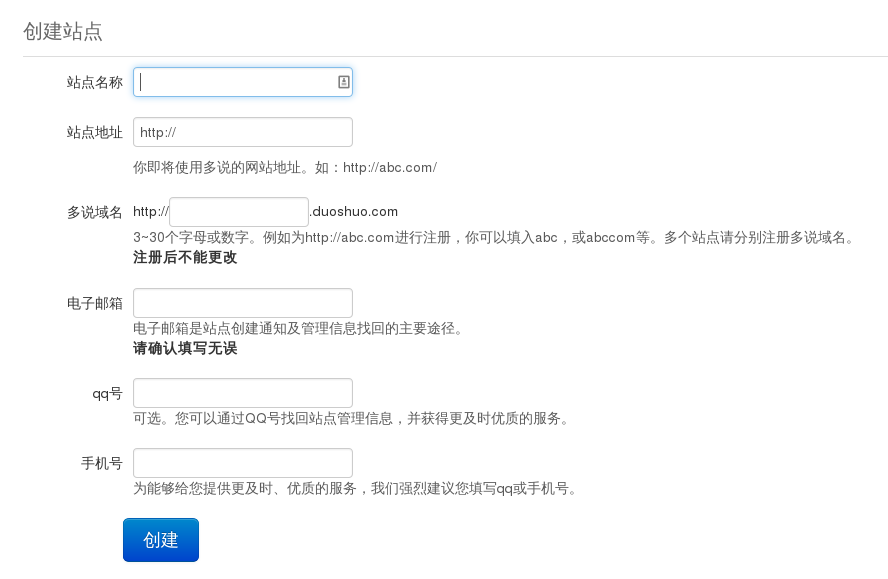 创建站点
站点名称
站点地址 http://
你即将使用多说的网站地址。如：http://abc.com/
多说域名 http:// .duoshuo.com
3~30个字母或数字。例如为http://abc.com进行注册，你可以填入abc，或abccom等。多个站点请分别注册多说域名。
注册后不能更改
电子邮箱
电子邮箱是站点创建通知及管理信息找回的主要途径。
请确认填写无误
qq号
可选。您可以通过QQ号找回站点管理信息，并获得更及时优质的服务。
手机号
为能够给您提供更及时、优质的服务，我们强烈建议您填写qq或手机号。
创建